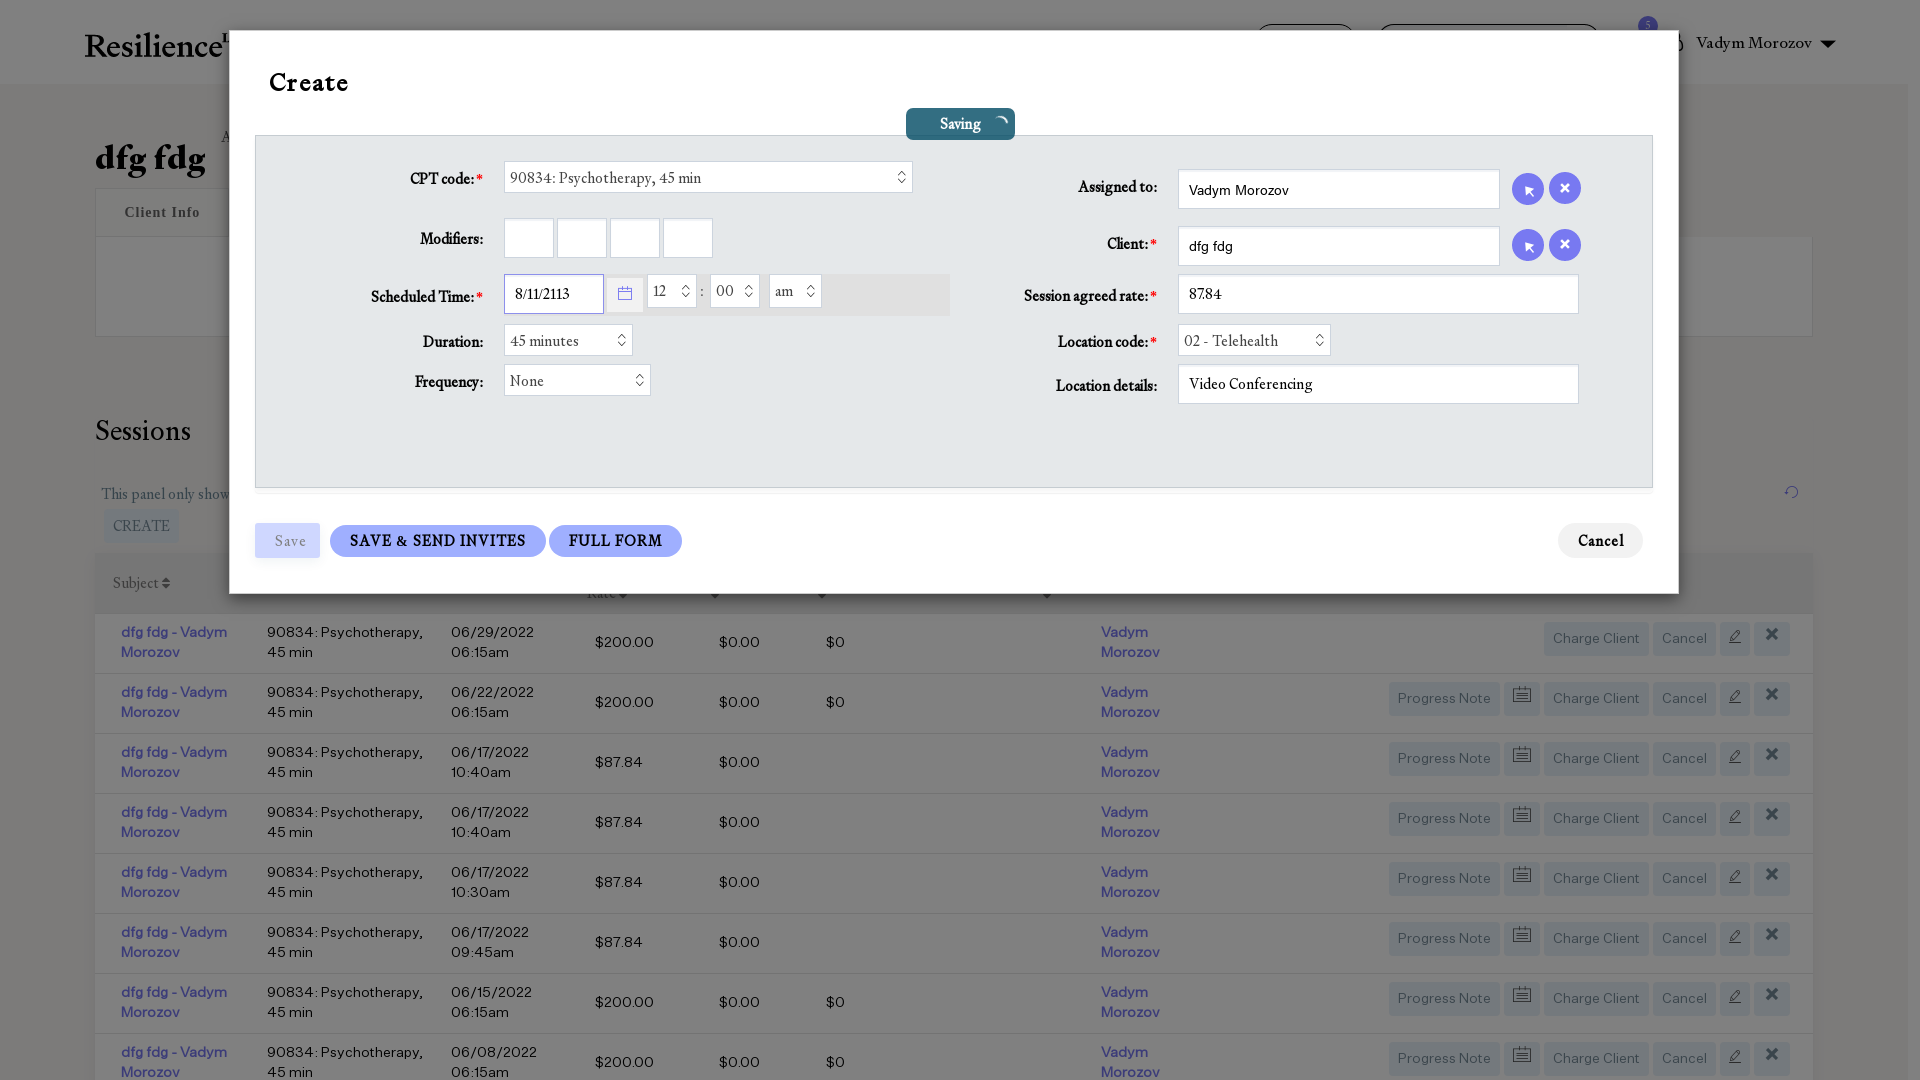 Resilience
5
Vadym Morozov
Create
Saving
dfg fdg
Client Info
CPT code:*
90834: Psychotherapy, 45 min
Modifiers:
Scheduled Time:*
8/11/2113
12
:
00
am
Duration:
45 minutes
Frequency:
None
Assigned to:
Vadym Morozov
Client:*
dfg fdg
Session agreed rate:*
87.84
Location code:*
02 - Telehealth
Location details:
Video Conferencing
Sessions
This panel only show
CREATE
Save
SAVE & SEND INVITES
FULL FORM
Cancel
Subject
Rate
dfg fdg - Vadym Morozov
90834: Psychotherapy, 45 min
06/29/2022 06:15am
$200.00
$0.00
$0
Vadym Morozov
Charge Client
Cancel
dfg fdg - Vadym Morozov
90834: Psychotherapy, 45 min
06/22/2022 06:15am
$200.00
$0.00
$0
Vadym Morozov
Progress Note
Charge Client
Cancel
dfg fdg - Vadym Morozov
90834: Psychotherapy, 45 min
06/17/2022 10:40am
$87.84
$0.00
Vadym Morozov
Progress Note
Charge Client
Cancel
dfg fdg - Vadym Morozov
90834: Psychotherapy, 45 min
06/17/2022 10:40am
$87.84
$0.00
Vadym Morozov
Progress Note
Charge Client
Cancel
dfg fdg - Vadym Morozov
90834: Psychotherapy, 45 min
06/17/2022 10:30am
$87.84
$0.00
Vadym Morozov
Progress Note
Charge Client
Cancel
dfg fdg - Vadym Morozov
90834: Psychotherapy, 45 min
06/17/2022 09:45am
$87.84
$0.00
Vadym Morozov
Progress Note
Charge Client
Cancel
dfg fdg - Vadym Morozov
90834: Psychotherapy, 45 min
06/15/2022 06:15am
$200.00
$0.00
$0
Vadym Morozov
Progress Note
Charge Client
Cancel
dfg fdg - Vadym Morozov
90834: Psychotherapy, 45 min
06/08/2022 06:15am
$200.00
$0.00
$0
Vadym Morozov
Progress Note
Charge Client
Cancel